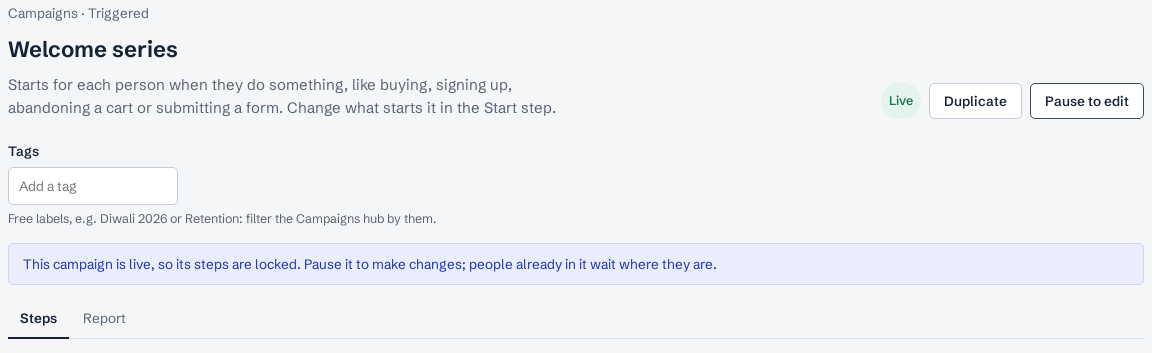 Campaigns · Triggered
Welcome series
Starts for each person when they do something, like buying, signing up,
abandoning a cart or submitting a form. Change what starts it in the Start step.
Live
Duplicate
Pause to edit
Tags
Add a tag
Free labels, e.g. Diwali 2026 or Retention: filter the Campaigns hub by them.
This campaign is live, so its steps are locked. Pause it to make changes; people already in it wait where they are.
Steps
Report